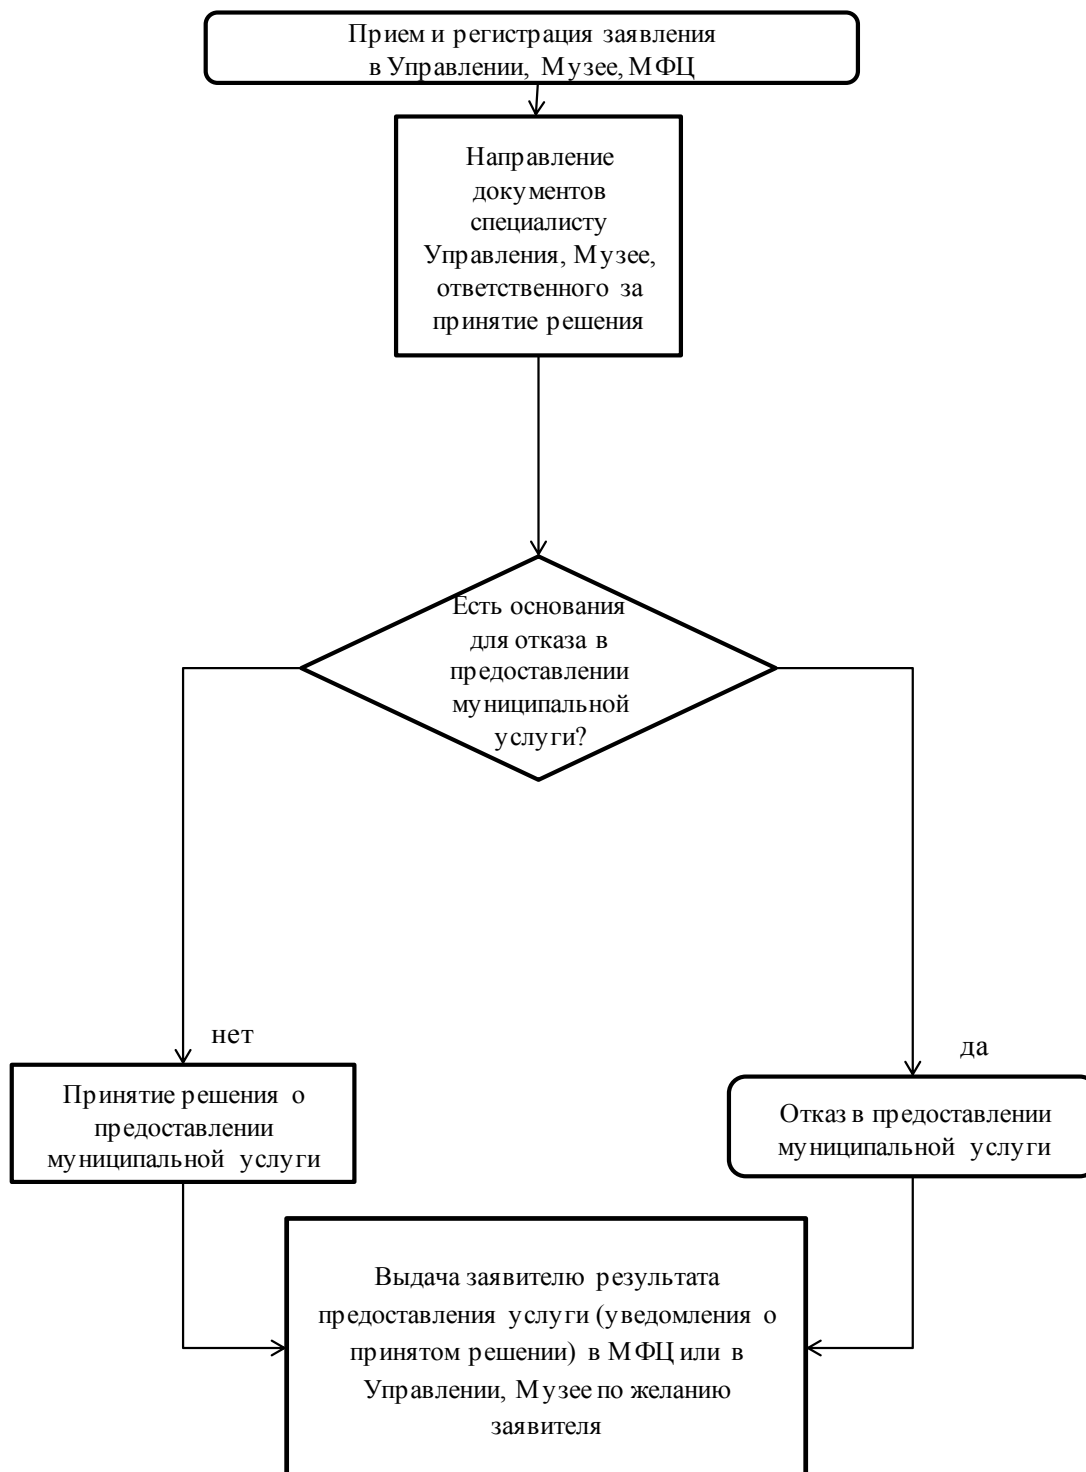 Прием и регистрация заявления
в Управлении, Музее, МФЦ
Направление
документов
специалисту
Управления, Музее,
ответственного за
принятие решения
Есть основания
для отказа в
предоставлении
муниципальной
услуги?
нет
да
Принятие решения о
предоставлении
муниципальной услуги
Отказ в предоставлении
муниципальной услуги
Выдача заявителю результата
предоставления услуги (уведомления о
принятом решении) в МФЦ или в
Управлении, Музее по желанию
заявителя